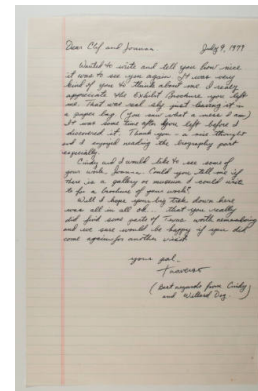 Dear Clif and Joanna July 9, 1979
Wanted to write and tell you how nice
it was to see you again. It was very
kind of you to think about me. I really
appreciate the Exhibit Brochure you left
me. That was real sly just leaving it in
a paper bag (You saw what a mess I am)
It was some time after you left before I
discovered it. Thank you - a nice thought
and I enjoyed reading the biography part
especially.
Cindy and I would like to see some of
your work, Joanna. Could you tell me if
there is a gallery or museum I could write
to for a brochure of your work?
Well I hope your big trek down here
was all in all ok - that you really
did find some parts of Texas worth
and we sure would be happy if you did
come again for another visit.
your pal -
(Best regards from Cindy
and Willard Dog.)